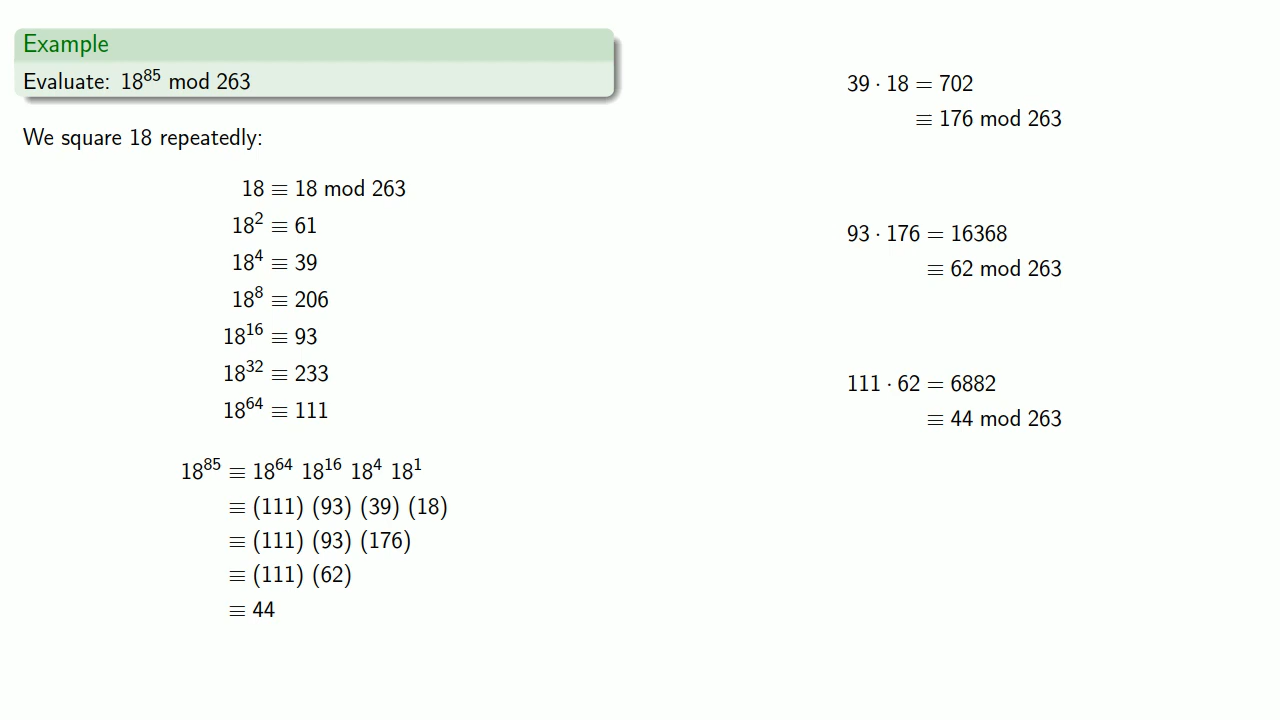 Example
Evaluate: 18^85 mod 263
We square 18 repeatedly:
18 ≡ 18 mod 263
18^2 ≡ 61
18^4 ≡ 39
18^8 ≡ 206
18^16 ≡ 93
18^32 ≡ 233
18^64 ≡ 111
18^85 ≡ 18^64 18^16 18^4 18^1
≡ (111) (93) (39) (18)
≡ (111) (93) (176)
≡ (111) (62)
≡ 44
39 · 18 = 702
≡ 176 mod 263
93 · 176 = 16368
≡ 62 mod 263
111 · 62 = 6882
≡ 44 mod 263